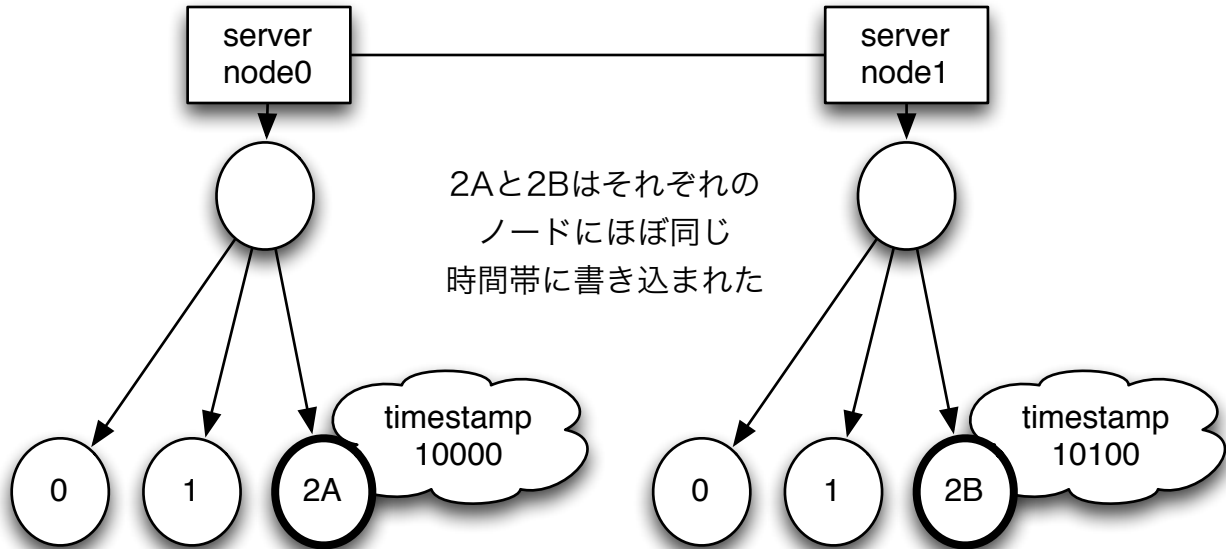 server
node0
server
node1
2Aと2Bはそれぞれの
ノードにほぼ同じ
時間帯に書き込まれた
timestamp
10000
timestamp
10100
0
1
2A
0
1
2B